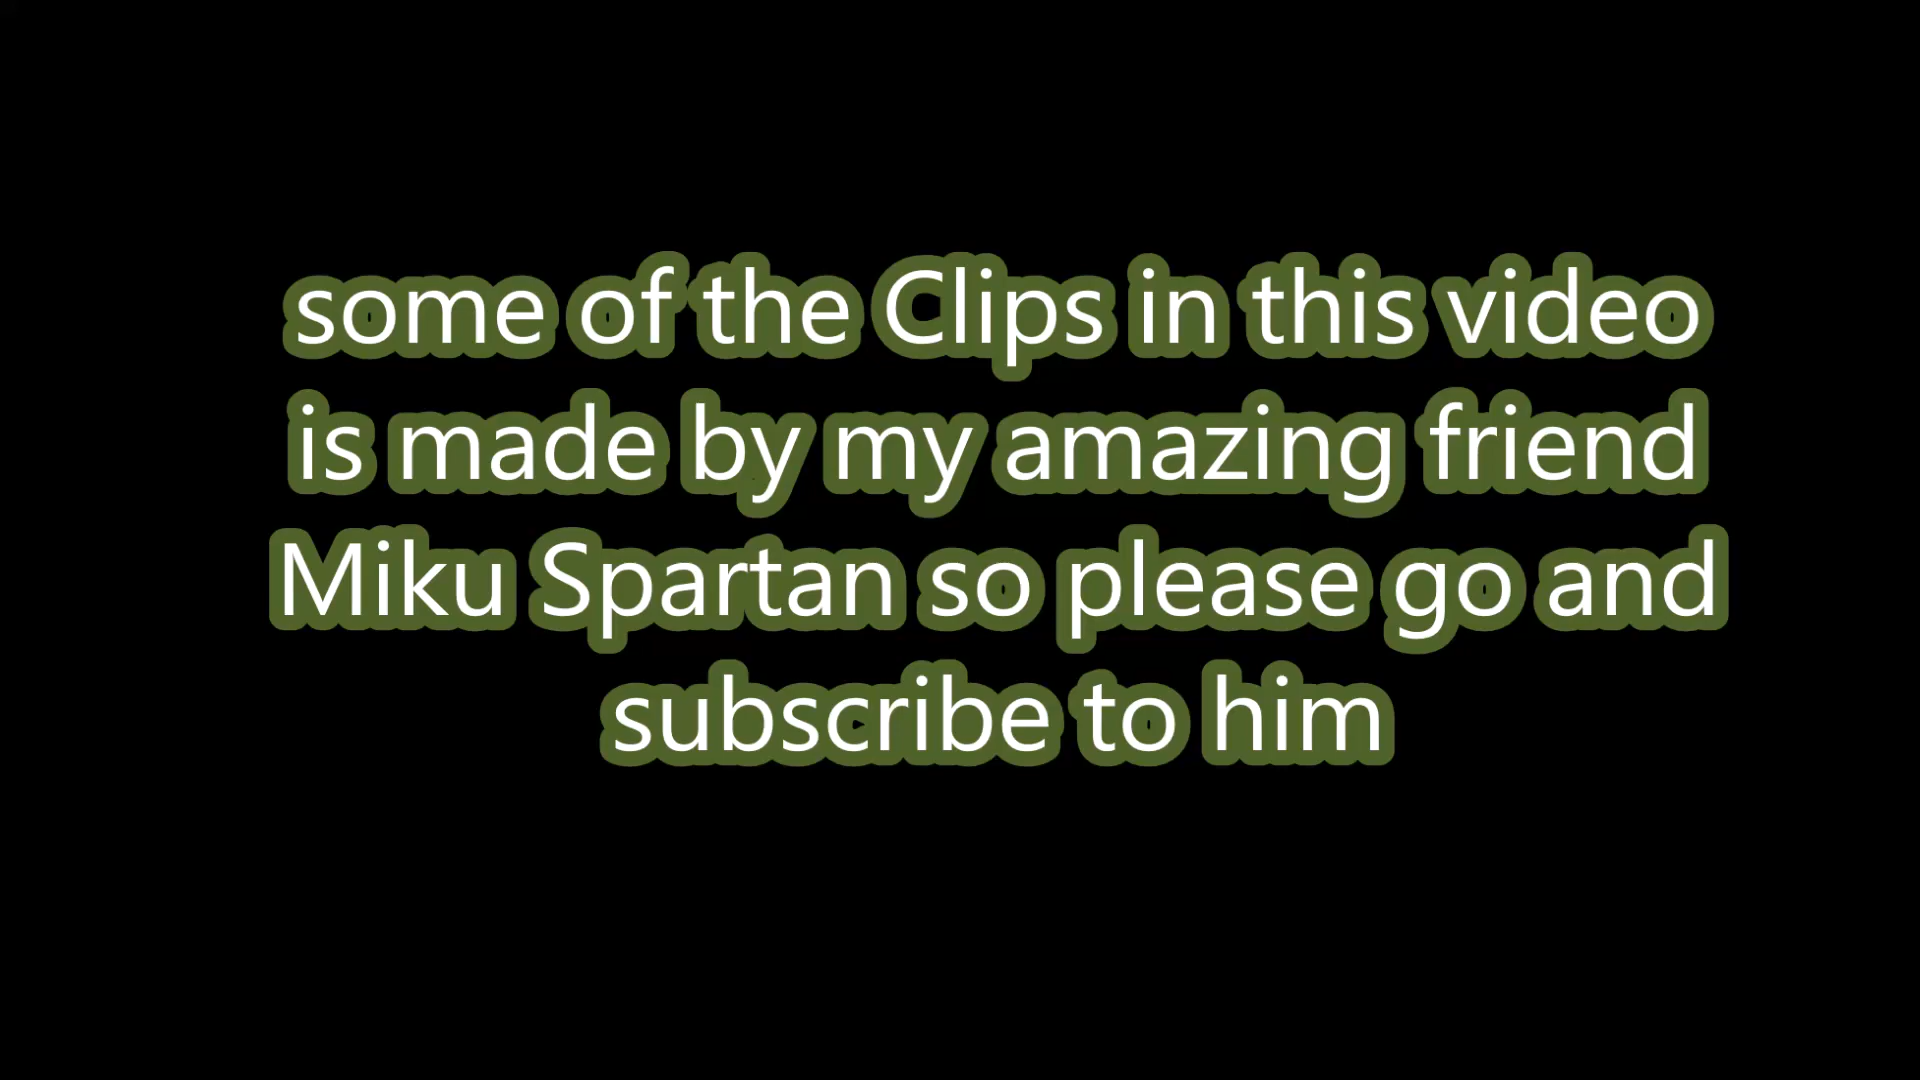 some of the Clips in this video
is made by my amazing friend
Miku Spartan so please go and
subscribe to him